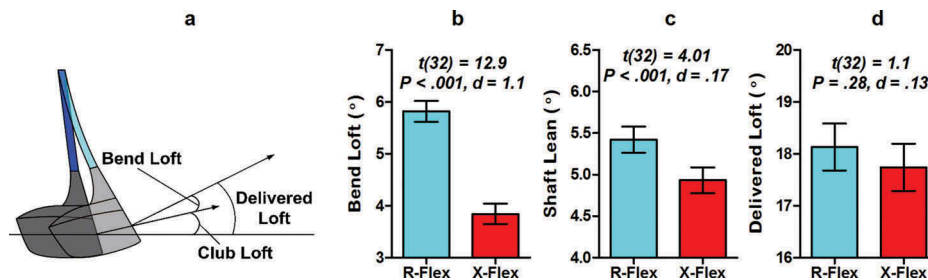 a
Bend Loft
Delivered
Loft
Club Loft
b
t(32) = 12.9
P < .001, d = 1.1
Bend Loft (°)
7
6
5
4
3
R-Flex X-Flex
c
t(32) = 4.01
P < .001, d = .17
Shaft Lean (°)
6.5
6.0
5.5
5.0
4.5
4.0
R-Flex X-Flex
d
t(32) = 1.1
P = .28, d = .13
Delivered Loft (°)
20
19
18
17
16
R-Flex X-Flex